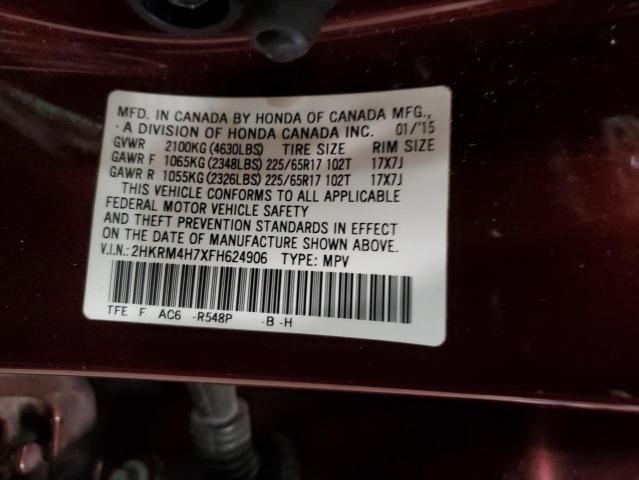 MFD. IN CANADA BY HONDA OF CANADA MFG.,
A DIVISION OF HONDA CANADA INC. 01/'15
GVWR 2100KG (4630LBS) TIRE SIZE RIM SIZE
GAWR F 1065KG (2348LBS) 225/65R17 102T 17X7J
GAWR R 1055KG (2326LBS) 225/65R17 102T 17X7J
THIS VEHICLE CONFORMS TO ALL APPLICABLE
FEDERAL MOTOR VEHICLE SAFETY
AND THEFT PREVENTION STANDARDS IN EFFECT
ON THE DATE OF MANUFACTURE SHOWN ABOVE.
V.I.N.: 2HKRM4H7XFH624906 TYPE: MPV
TFE F AC6 -R548P -B -H